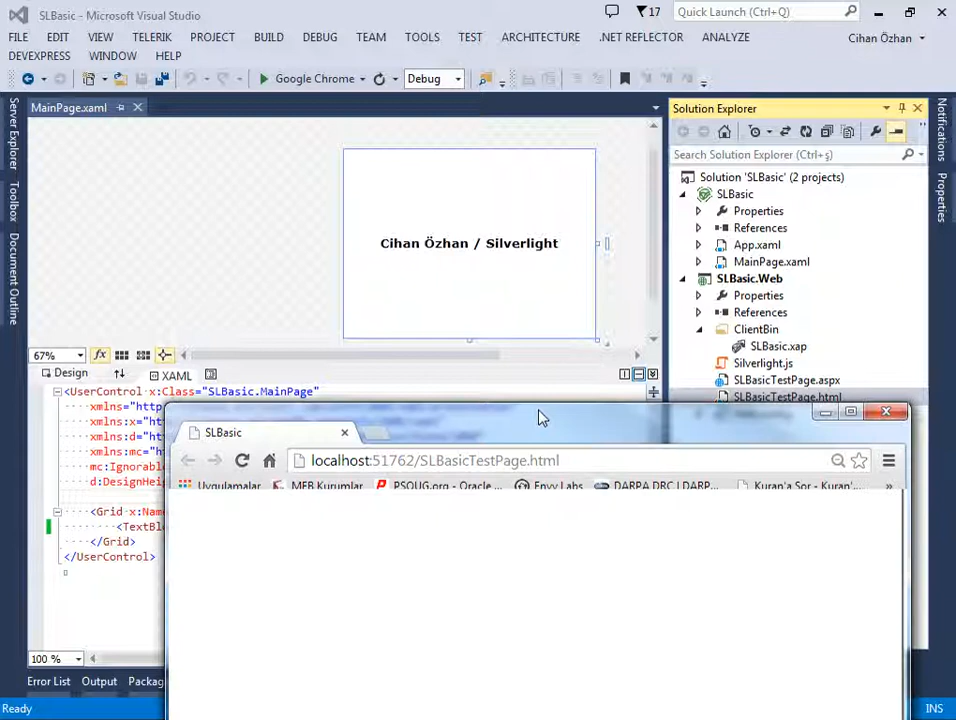 SLBasic - Microsoft Visual Studio
17
Quick Launch (Ctrl+Q)
FILE EDIT VIEW TELERIK PROJECT BUILD DEBUG TEAM TOOLS TEST ARCHITECTURE .NET REFLECTOR ANALYZE
Cihan Özhan
DEVEXPRESS WINDOW HELP
Google Chrome
Debug
Server Explorer
Toolbox
Document Outline
MainPage.xaml
Cihan Özhan / Silverlight
67%
fx
Design
XAML
<UserControl x:Class="SLBasic.MainPage"
xmlns="http
xmlns:x="ht
xmlns:d="ht
xmlns:mc="h
mc:Ignorabl
d:DesignHei
<Grid x:Name
<TextBlo
</Grid>
</UserControl>
100 %
Error List Output Packag
Ready
INS
Solution Explorer
Search Solution Explorer (Ctrl+ş)
Solution 'SLBasic' (2 projects)
SLBasic
Properties
References
App.xaml
MainPage.xaml
SLBasic.Web
Properties
References
ClientBin
SLBasic.xap
Silverlight.js
SLBasicTestPage.aspx
SLBasicTestPage.html
Notifications
Properties
SLBasic
localhost:51762/SLBasicTestPage.html
Uygulamalar
MEB Kurumlar
PSOUG.org - Oracle ...
Envy Labs
DARPA DRC | DARP...
Kuran'a Sor - Kuran'...
»